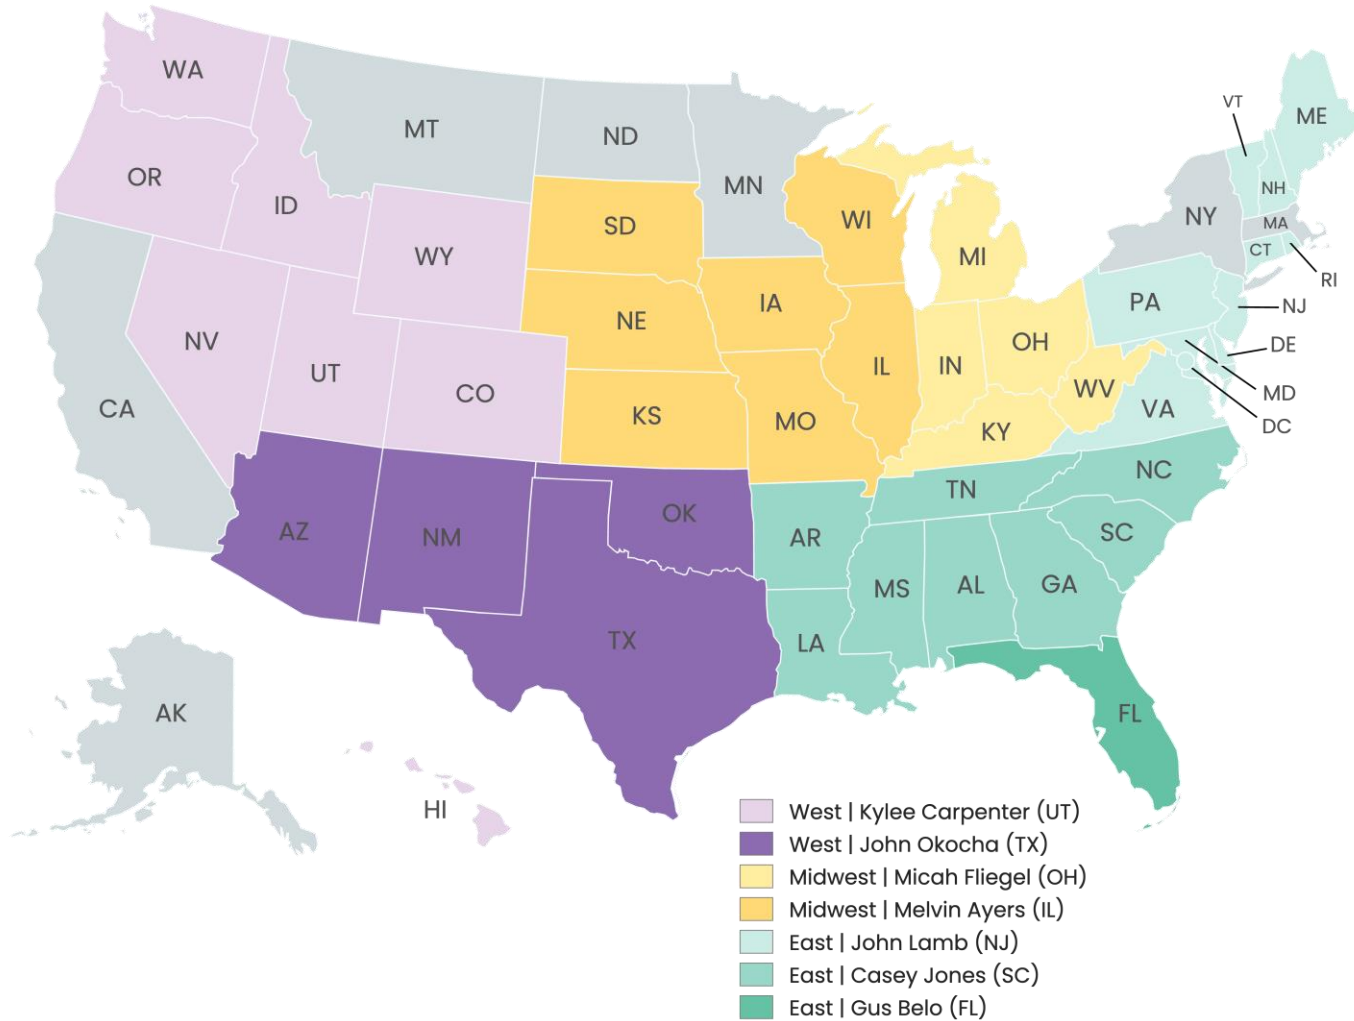 WA
MT
ND
MN
OR
ID
WY
SD
WI
MI
VT
ME
NH
NY
MA
CT
RI
NV
UT
CO
NE
IA
IL
IN
OH
PA
NJ
DE
MD
DC
CA
KS
MO
KY
WV
VA
AZ
NM
OK
AR
TN
NC
SC
TX
LA
MS
AL
GA
FL
AK
HI
West | Kylee Carpenter (UT)
West | John Okocha (TX)
Midwest | Micah Fliegel (OH)
Midwest | Melvin Ayers (IL)
East | John Lamb (NJ)
East | Casey Jones (SC)
East | Gus Belo (FL)